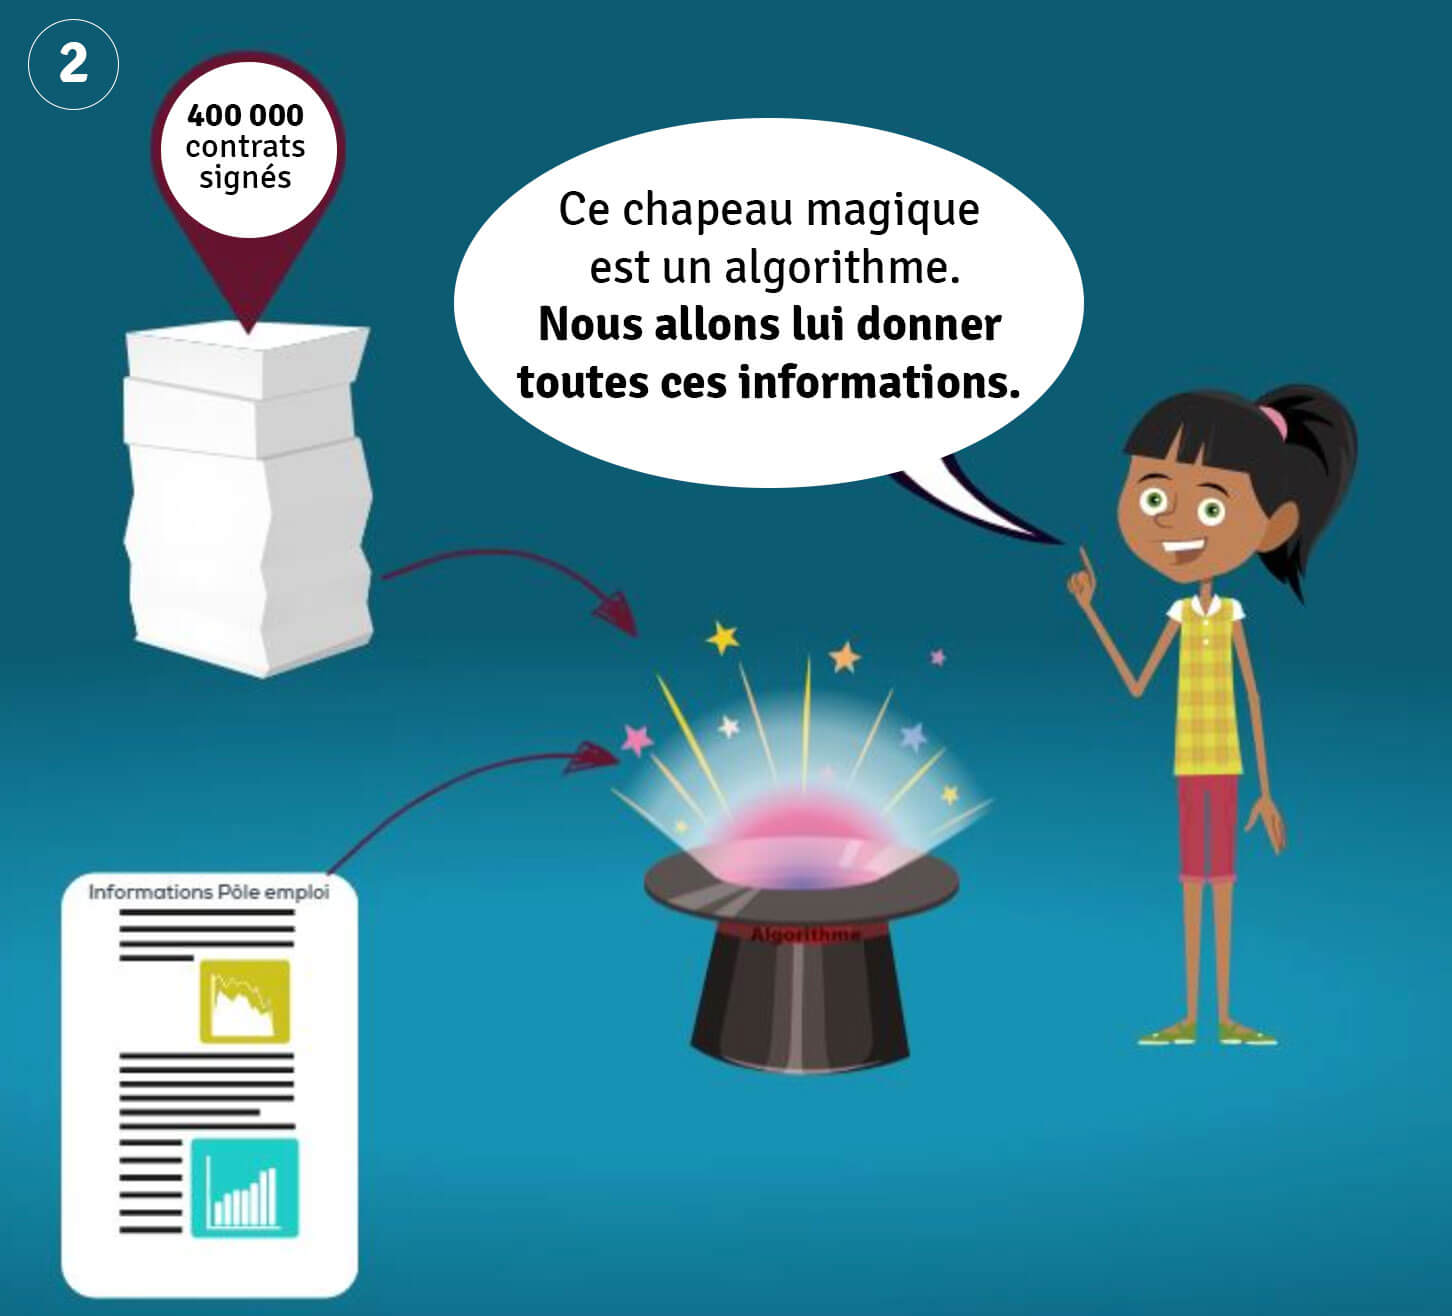 2
400 000
contrats
signés
Ce chapeau magique
est un algorithme.
Nous allons lui donner
toutes ces informations.
Algorithme
Informations Pôle emploi